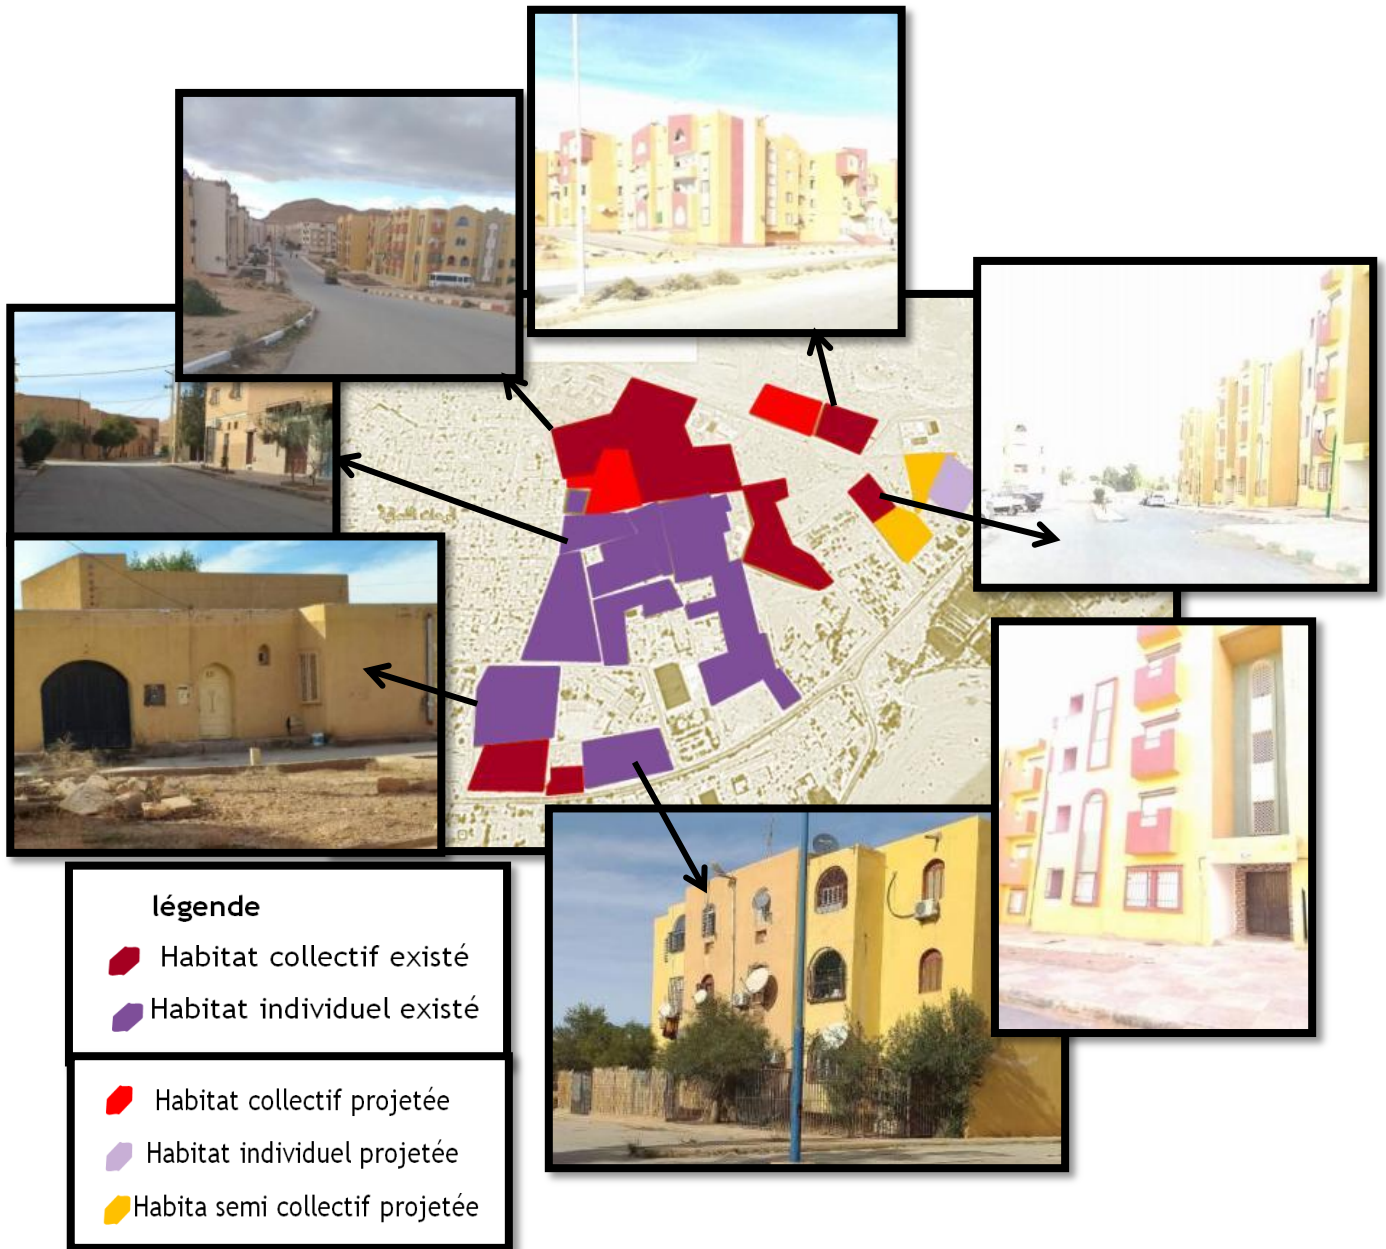 légende
Habitat collectif existé
Habitat individuel existé
Habitat collectif projetée
Habitat individuel projetée
Habita semi collectif projetée